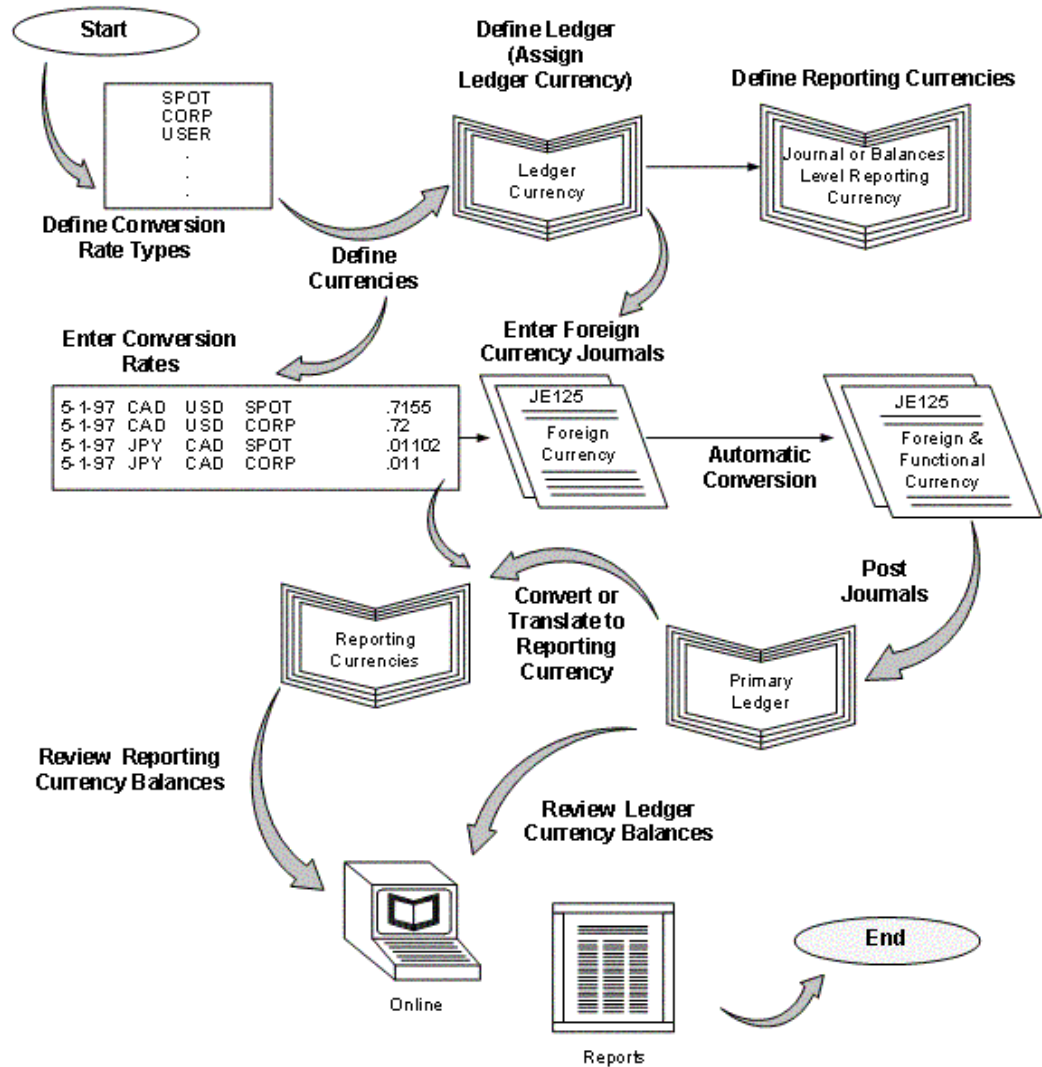 Start
Define Ledger
(Assign
Ledger Currency)
Define Reporting Currencies
SPOT
CORP
USER
.
.
.
Ledger
Currency
Journal or Balances
Level Reporting
Currency
Define Conversion
Rate Types
Define
Currencies
Enter Conversion
Rates
Enter Foreign
Currency Journals
5-1-97 CAD USD SPOT .7155
5-1-97 CAD USD CORP .72
5-1-97 JPY CAD SPOT .01102
5-1-97 JPY CAD CORP .011
JE125
Foreign
Currency
Automatic
Conversion
JE125
Foreign &
Functional
Currency
Post
Journals
Convert or
Translate to
Reporting
Currency
Reporting
Currencies
Primary
Ledger
Review Reporting
Currency Balances
Review Ledger
Currency Balances
Online
Reports
End